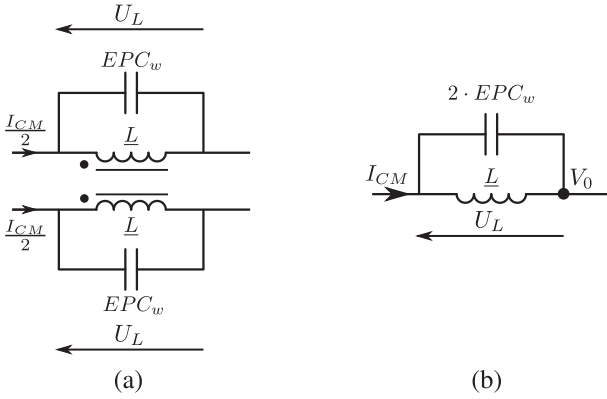 U_L
EPC_w
I_CM/2
L
I_CM/2
L
EPC_w
U_L
(a)
2 · EPC_w
I_CM
L
V_0
U_L
(b)